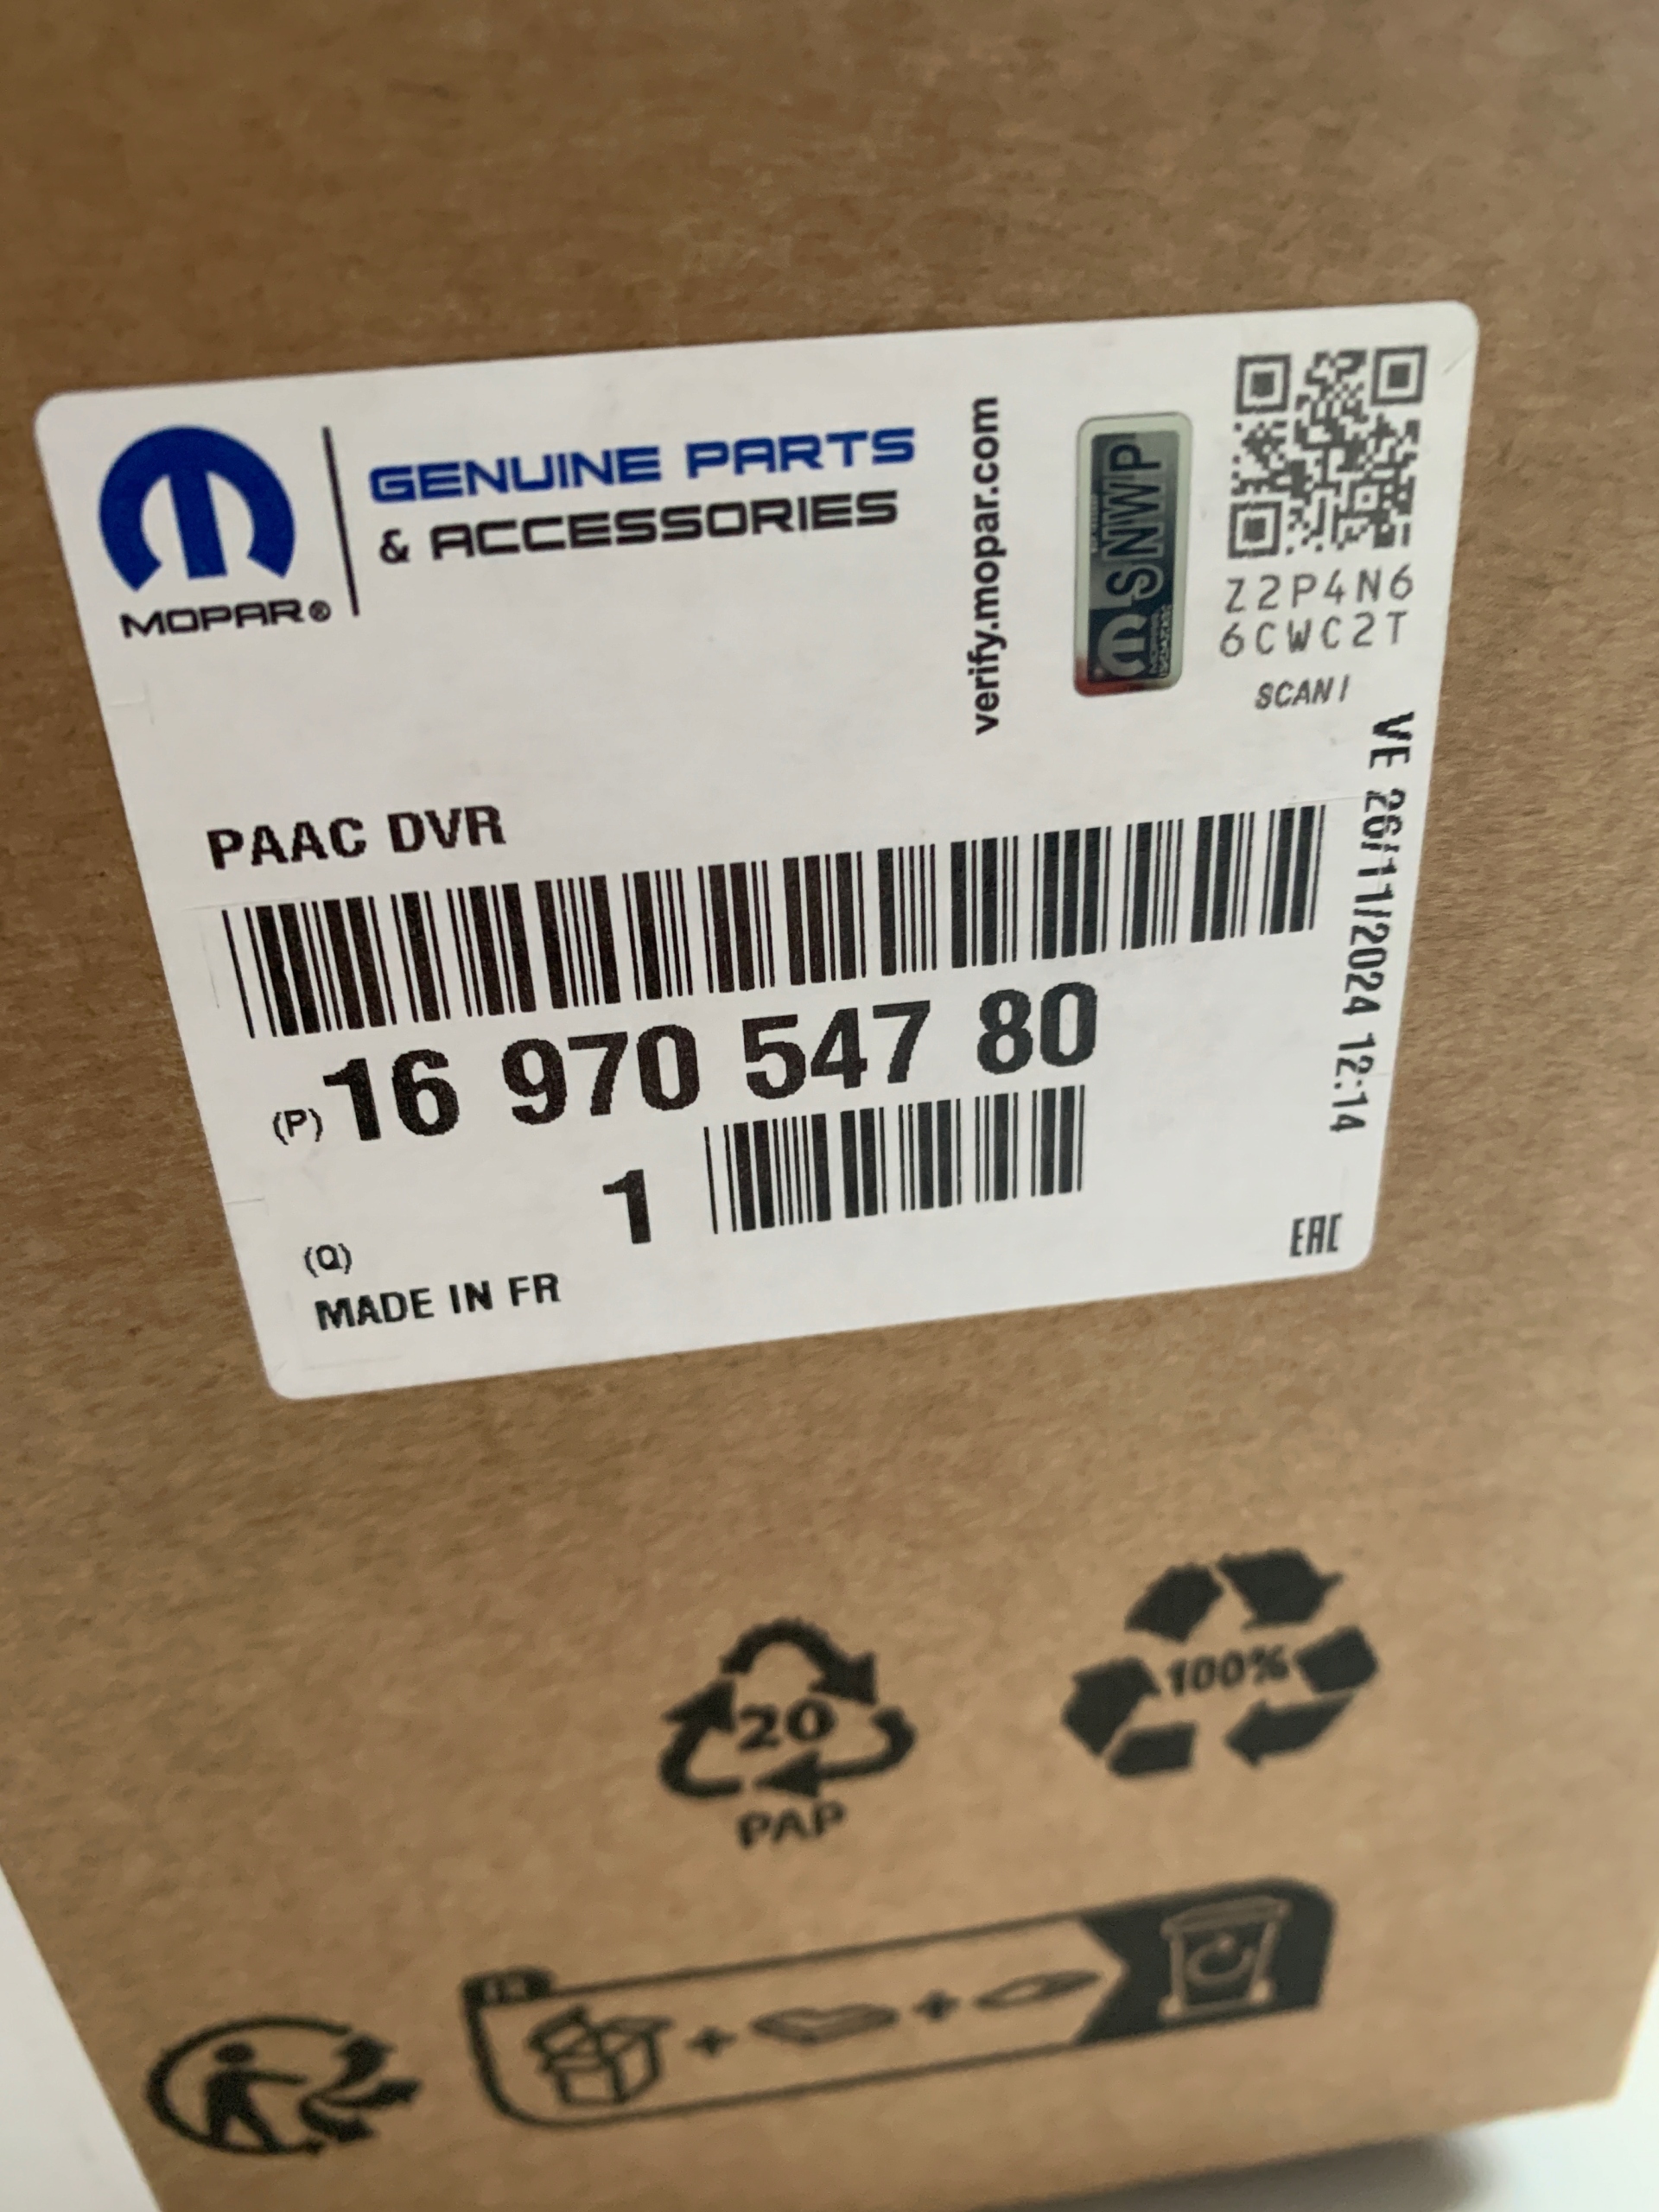 GENUINE PARTS
& ACCESSORIES
MOPAR®
verify.mopar.com
SNWP
Z2P4N6
6CWC2T
SCAN
PAAC DVR
VE 26/11/2024 12:14
(P) 16 970 547 80
(Q) 1
MADE IN FR
EAC
100%
20
PAP